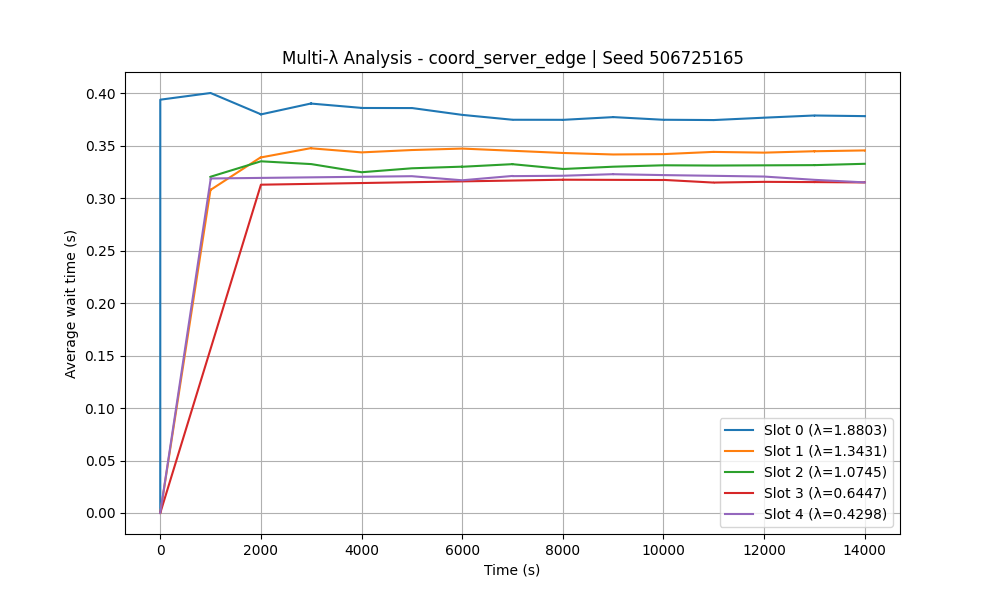 Multi-λ Analysis - coord_server_edge | Seed 506725165
Average wait time (s)
0.40
0.35
0.30
0.25
0.20
0.15
0.10
0.05
0.00
Slot 0 (λ=1.8803)
Slot 1 (λ=1.3431)
Slot 2 (λ=1.0745)
Slot 3 (λ=0.6447)
Slot 4 (λ=0.4298)
0 2000 4000 6000 8000 10000 12000 14000
Time (s)